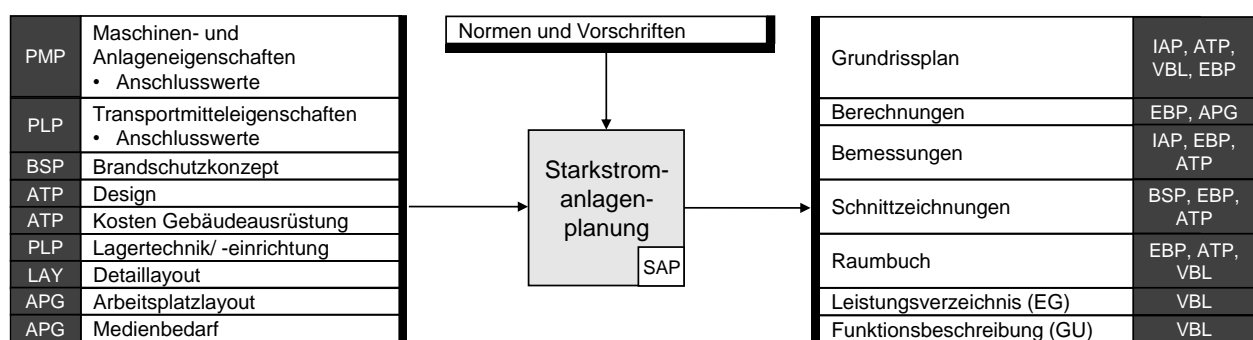 PMP
Maschinen- und
Anlageneigenschaften
• Anschlusswerte
PLP
Transportmitteleigenschaften
• Anschlusswerte
BSP Brandschutzkonzept
ATP Design
ATP Kosten Gebäudeausrüstung
PLP Lagertechnik/ -einrichtung
LAY Detaillayout
APG Arbeitsplatzlayout
APG Medienbedarf
Normen und Vorschriften
Starkstrom-
anlagen-
planung
SAP
Grundrissplan
IAP, ATP,
VBL, EBP
Berechnungen EBP, APG
Bemessungen
IAP, EBP,
ATP
Schnittzeichnungen
BSP, EBP,
ATP
Raumbuch
EBP, ATP,
VBL
Leistungsverzeichnis (EG) VBL
Funktionsbeschreibung (GU) VBL